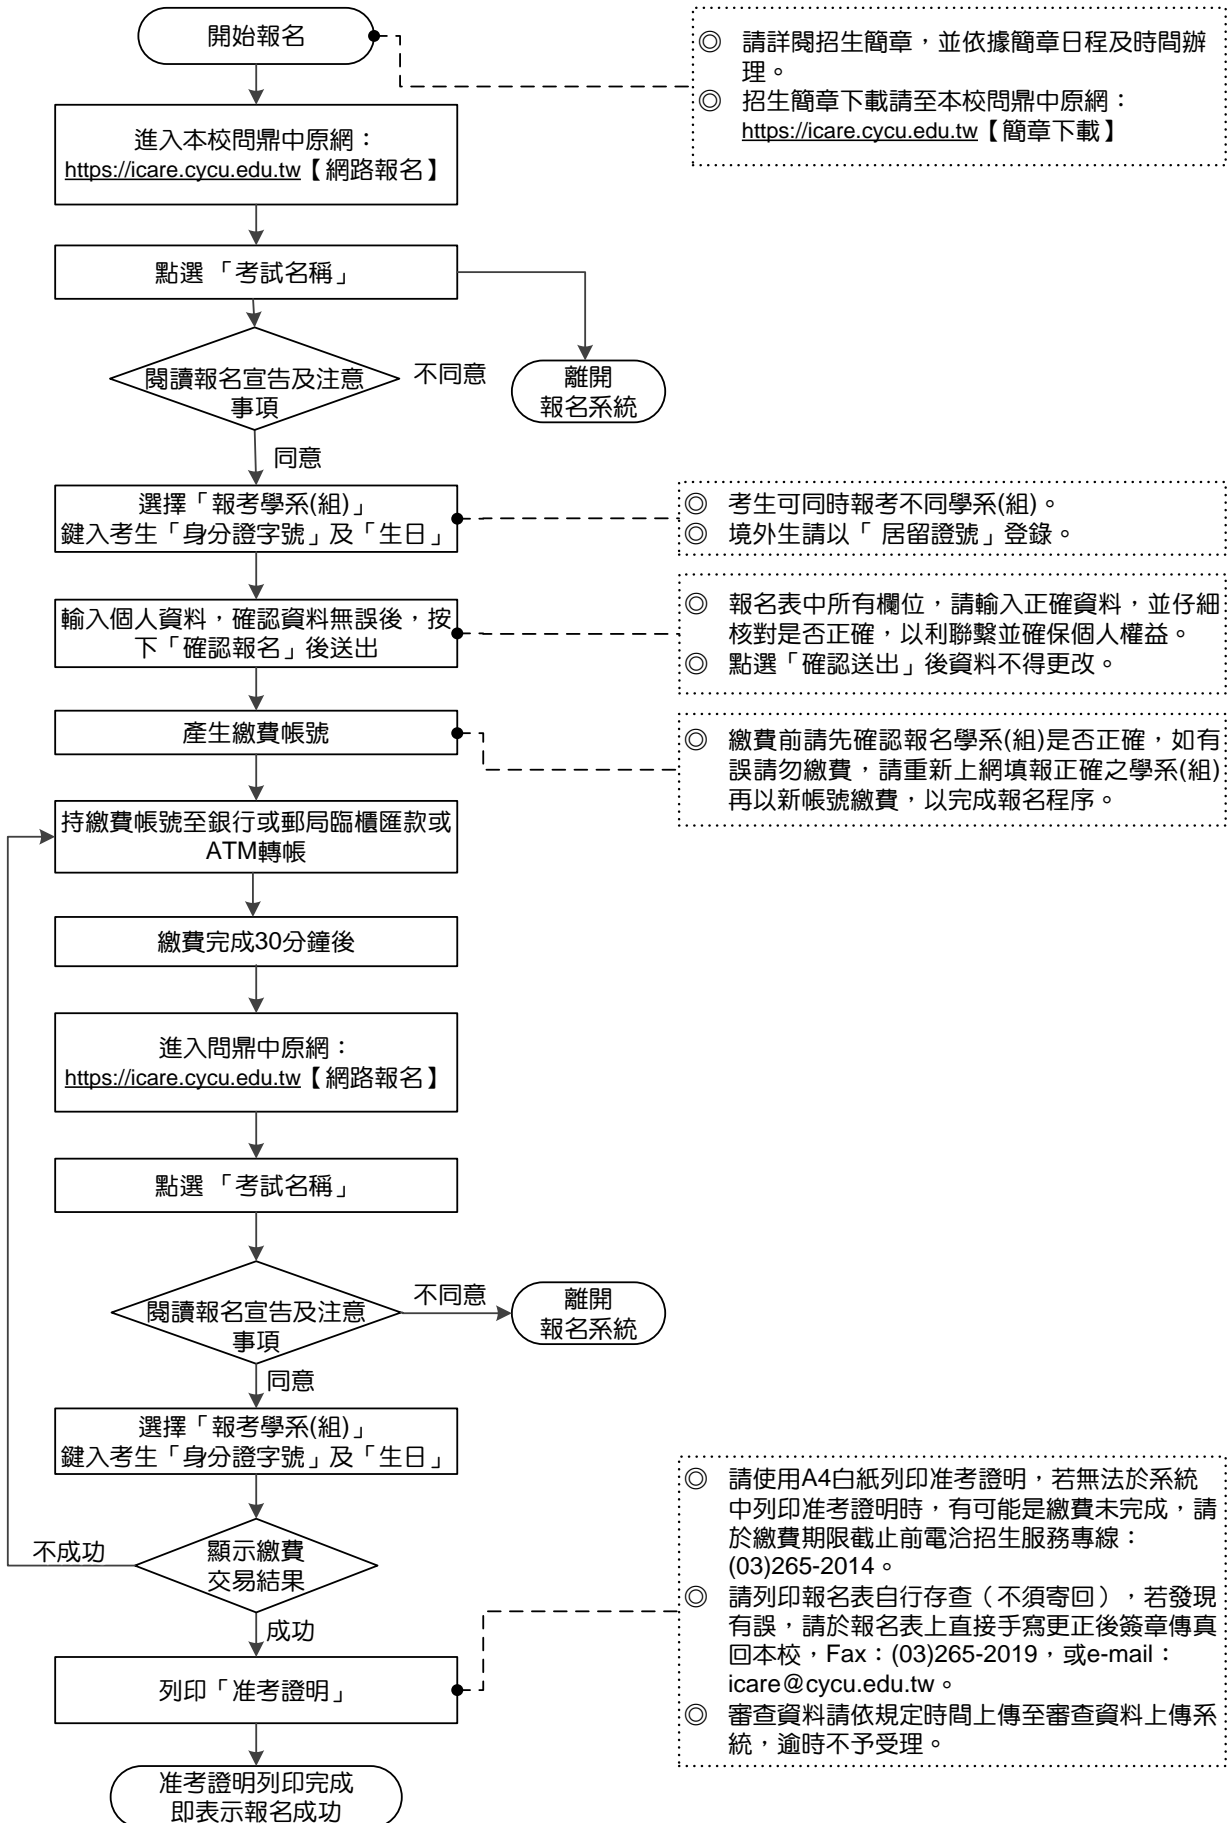 開始報名
◎ 請詳閱招生簡章，並依據簡章日程及時間辦
理。
◎ 招生簡章下載請至本校問鼎中原網：
https://icare.cycu.edu.tw【簡章下載】
進入本校問鼎中原網：
https://icare.cycu.edu.tw【網路報名】
點選 「考試名稱」
閱讀報名宣告及注意
事項
不同意
離開
報名系統
同意
選擇「報考學系(組)」
鍵入考生「身分證字號」及「生日」
◎ 考生可同時報考不同學系(組)。
◎ 境外生請以「 居留證號」登錄。
輸入個人資料，確認資料無誤後，按
下「確認報名」後送出
◎ 報名表中所有欄位，請輸入正確資料，並仔細
核對是否正確，以利聯繫並確保個人權益。
◎ 點選「確認送出」後資料不得更改。
產生繳費帳號
◎ 繳費前請先確認報名學系(組)是否正確，如有
誤請勿繳費，請重新上網填報正確之學系(組)
再以新帳號繳費，以完成報名程序。
持繳費帳號至銀行或郵局臨櫃匯款或
ATM轉帳
繳費完成30分鐘後
進入問鼎中原網：
https://icare.cycu.edu.tw【網路報名】
點選 「考試名稱」
閱讀報名宣告及注意
事項
不同意
離開
報名系統
同意
選擇「報考學系(組)」
鍵入考生「身分證字號」及「生日」
顯示繳費
交易結果
不成功
成功
列印「准考證明」
◎ 請使用A4白紙列印准考證明，若無法於系統
中列印准考證明時，有可能是繳費未完成，請
於繳費期限截止前電洽招生服務專線：
(03)265-2014。
◎ 請列印報名表自行存查（不須寄回），若發現
有誤，請於報名表上直接手寫更正後簽章傳真
回本校，Fax：(03)265-2019，或e-mail：
icare@cycu.edu.tw。
◎ 審查資料請依規定時間上傳至審查資料上傳系
統，逾時不予受理。
准考證明列印完成
即表示報名成功